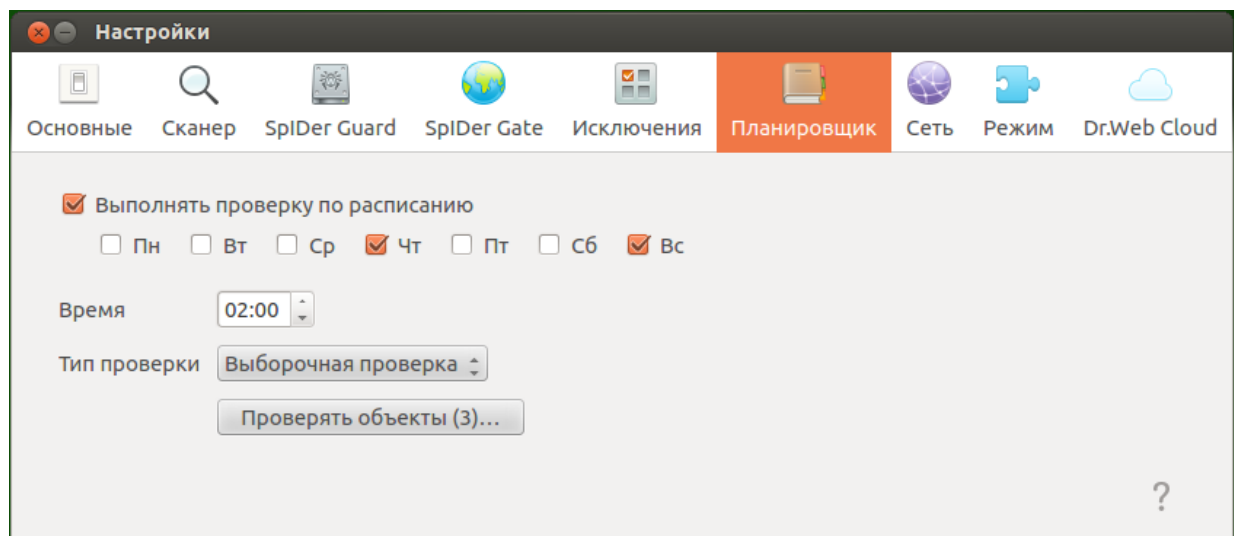 Настройки
Основные Сканер SpIDer Guard SpIDer Gate Исключения Планировщик Сеть Режим Dr.Web Cloud
Выполнять проверку по расписанию
Пн Вт Ср Чт Пт Сб Вс
Время 02:00
Тип проверки Выборочная проверка
Проверять объекты (3)...
?